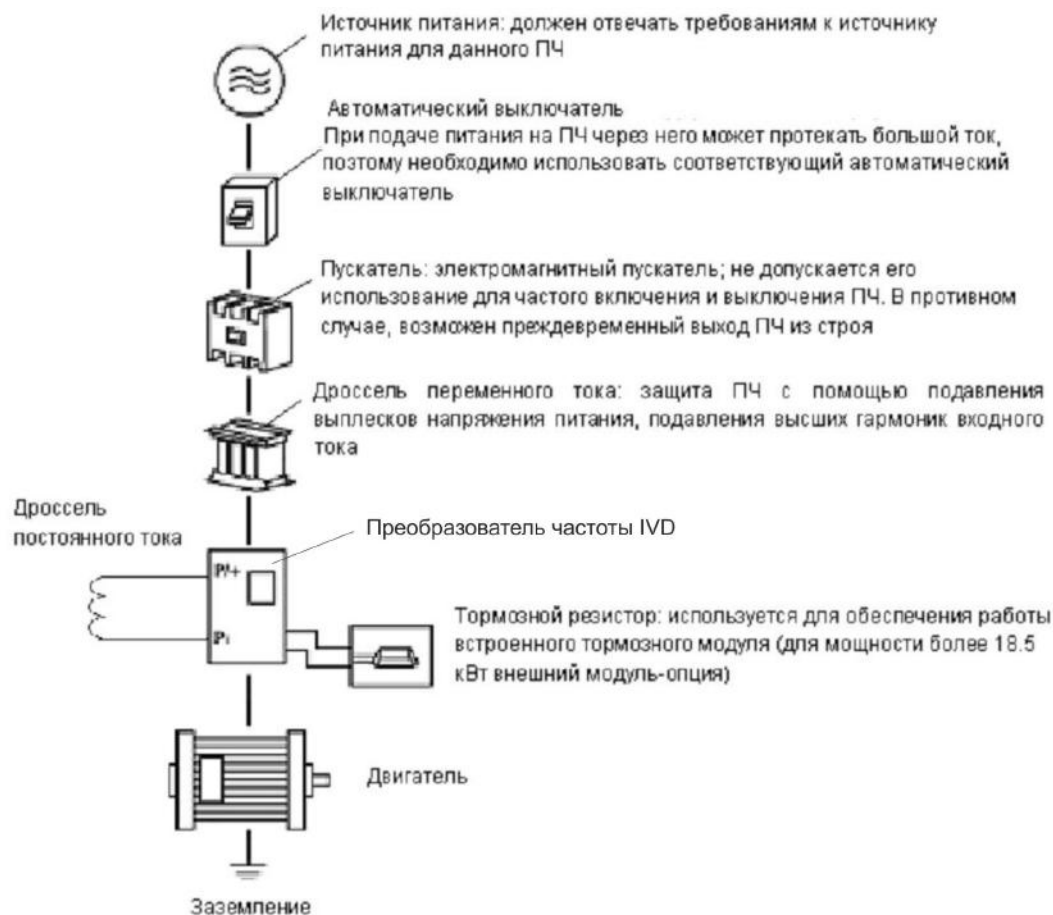 Источник питания: должен отвечать требованиям к источнику
питания для данного ПЧ
Автоматический выключатель
При подаче питания на ПЧ через него может протекать большой ток,
поэтому необходимо использовать соответствующий автоматический
выключатель
Пускатель: электромагнитный пускатель; не допускается его
использование для частого включения и выключения ПЧ. В противном
случае, возможен преждевременный выход ПЧ из строя
Дроссель переменного тока: защита ПЧ с помощью подавления
выплесков напряжения питания, подавления высших гармоник входного
тока
Дроссель
постоянного тока
Преобразователь частоты IVD
P/+
P1
Тормозной резистор: используется для обеспечения работы
встроенного тормозного модуля (для мощности более 18.5
кВт внешний модуль-опция)
Двигатель
Заземление